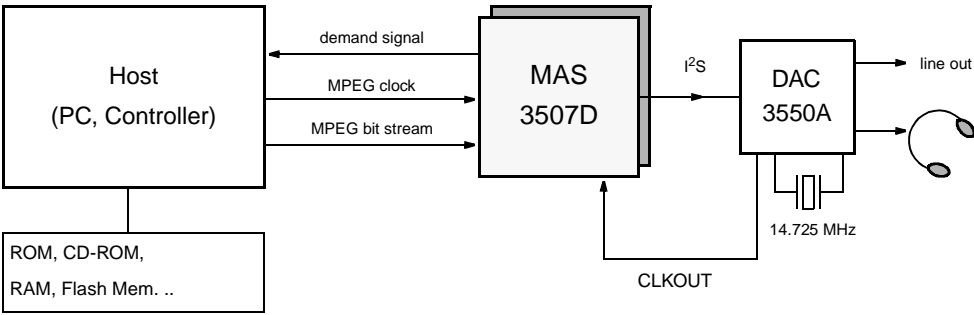 Host
(PC, Controller)
demand signal
MPEG clock
MPEG bit stream
MAS
3507D
I²S
DAC
3550A
line out
14.725 MHz
CLKOUT
ROM, CD-ROM,
RAM, Flash Mem. ..